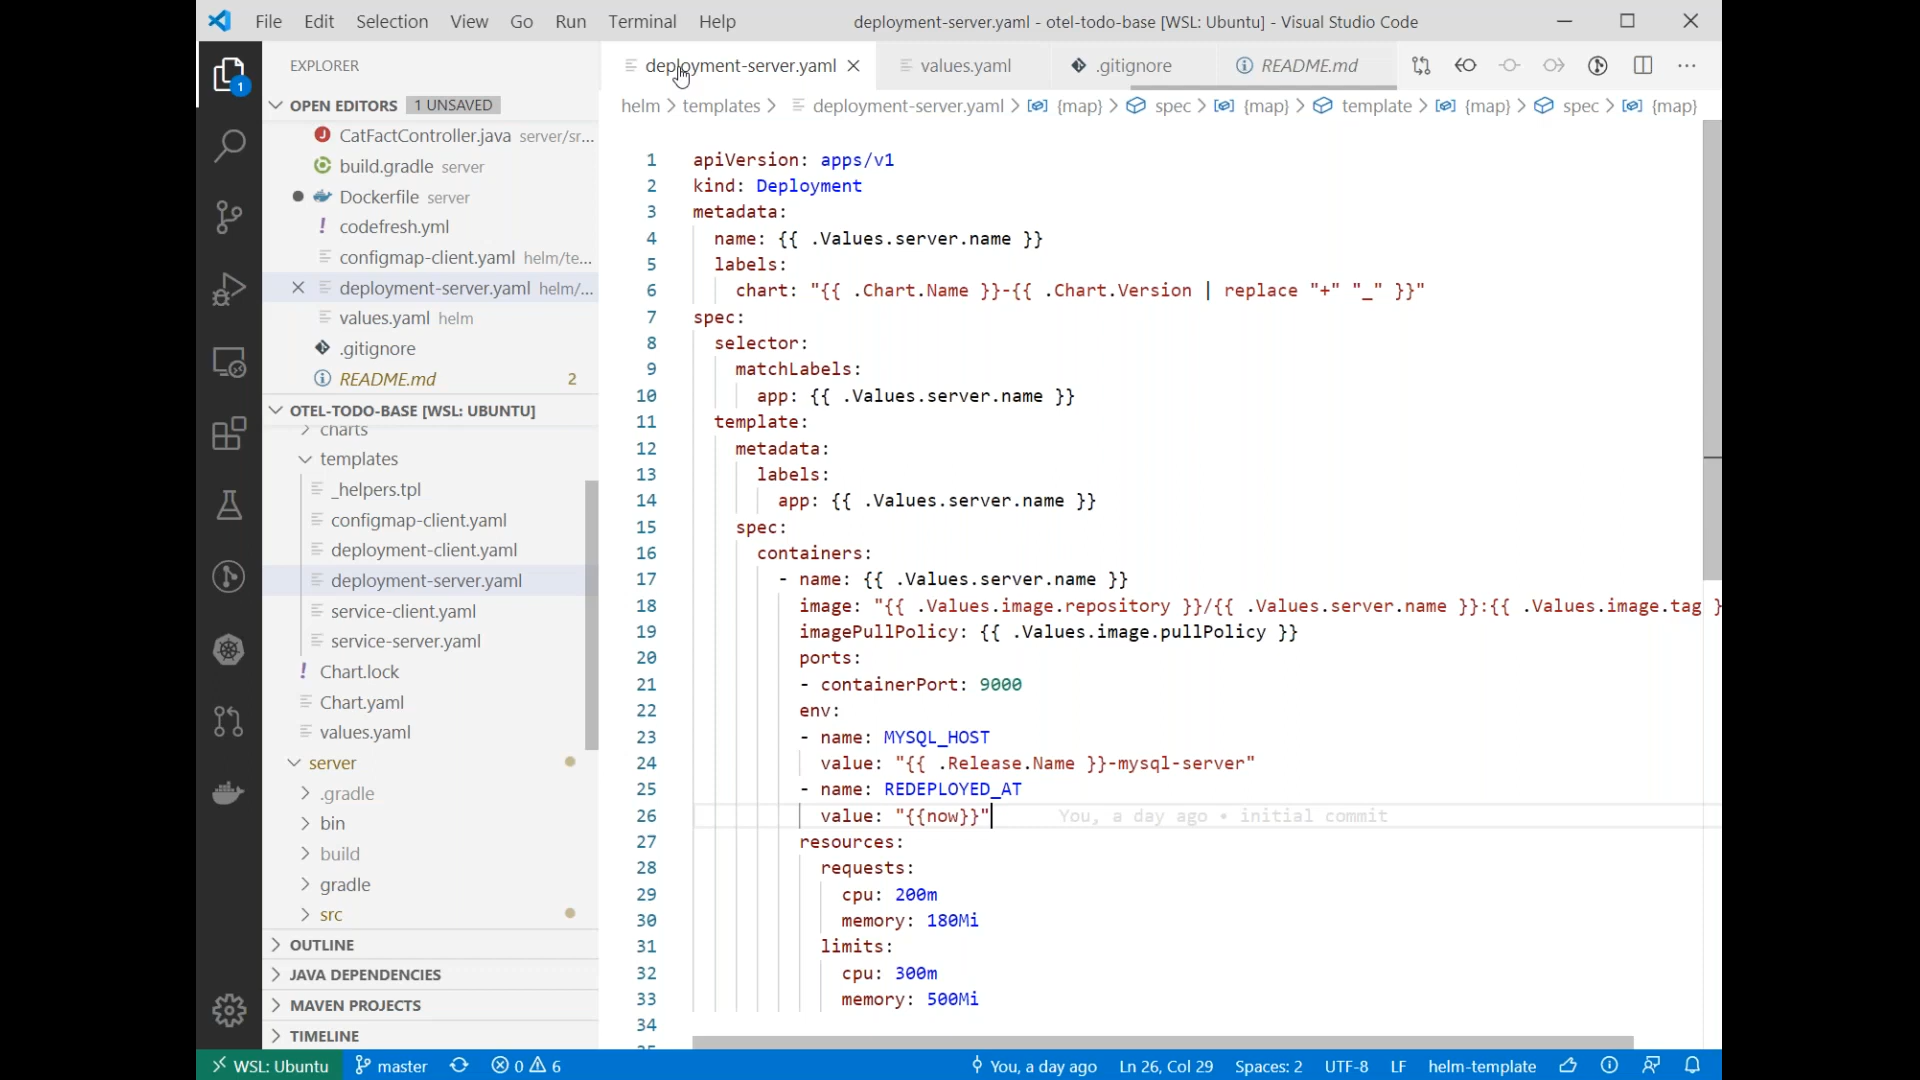 File Edit Selection View Go Run Terminal Help deployment-server.yaml - otel-todo-base [WSL: Ubuntu] - Visual Studio Code
EXPLORER
OPEN EDITORS 1 UNSAVED
CatFactController.java server/sr...
build.gradle server
Dockerfile server
codefresh.yml
configmap-client.yaml helm/te...
deployment-server.yaml helm/...
values.yaml helm
.gitignore
README.md 2
OTEL-TODO-BASE [WSL: UBUNTU]
charts
templates
_helpers.tpl
configmap-client.yaml
deployment-client.yaml
deployment-server.yaml
service-client.yaml
service-server.yaml
Chart.lock
Chart.yaml
values.yaml
server
.gradle
bin
build
gradle
src
OUTLINE
JAVA DEPENDENCIES
MAVEN PROJECTS
TIMELINE
deployment-server.yaml values.yaml .gitignore README.md
helm > templates > deployment-server.yaml > {map} > spec > {map} > template > {map} > spec > {map}
1 apiVersion: apps/v1
2 kind: Deployment
3 metadata:
4 name: {{ .Values.server.name }}
5 labels:
6 chart: "{{ .Chart.Name }}-{{ .Chart.Version | replace "+" "_" }}"
7 spec:
8 selector:
9 matchLabels:
10 app: {{ .Values.server.name }}
11 template:
12 metadata:
13 labels:
14 app: {{ .Values.server.name }}
15 spec:
16 containers:
17 - name: {{ .Values.server.name }}
18 image: "{{ .Values.image.repository }}/{{ .Values.server.name }}:{{ .Values.image.tag }
19 imagePullPolicy: {{ .Values.image.pullPolicy }}
20 ports:
21 - containerPort: 9000
22 env:
23 - name: MYSQL_HOST
24 value: "{{ .Release.Name }}-mysql-server"
25 - name: REDEPLOYED_AT
26 value: "{{now}}" You, a day ago • initial commit
27 resources:
28 requests:
29 cpu: 200m
30 memory: 180Mi
31 limits:
32 cpu: 300m
33 memory: 500Mi
34
WSL: Ubuntu master 0 6 You, a day ago Ln 26, Col 29 Spaces: 2 UTF-8 LF helm-template